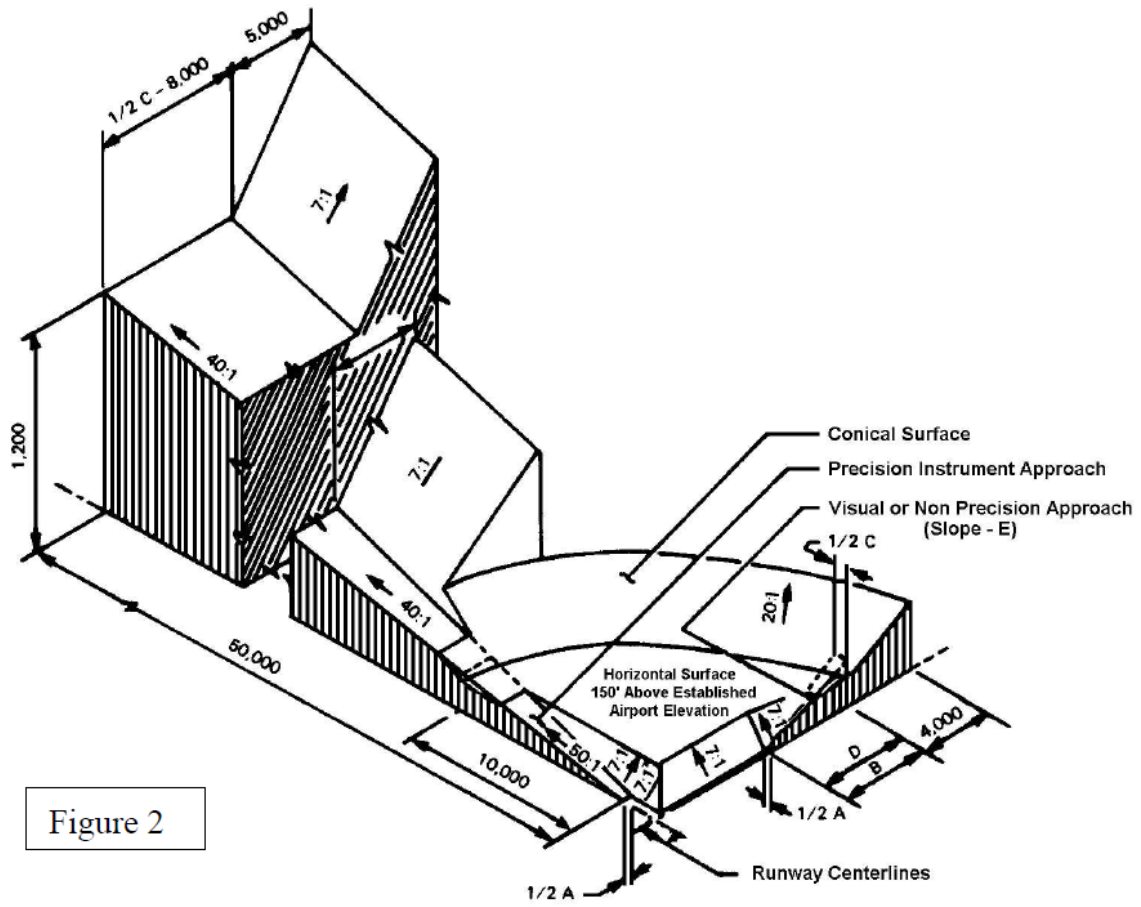 5,000
1/2 C – 8,000
7:1
40:1
1,200
Conical Surface
Precision Instrument Approach
7:1
Visual or Non Precision Approach
(Slope - E)
1/2 C
20:1
40:1
50,000
Horizontal Surface
150' Above Established
Airport Elevation
7:1
4,000
D
B
50:1
7:1
7:1
7:1
10,000
1/2 A
Figure 2
Runway Centerlines
1/2 A